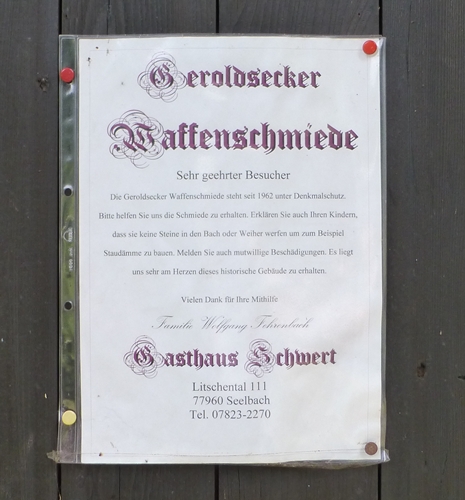 Geroldsecker
Waffenschmiede
Sehr geehrter Besucher
Die Geroldsecker Waffenschmiede steht seit 1962 unter Denkmalschutz.
Bitte helfen Sie uns die Schmiede zu erhalten. Erklären Sie auch Ihren Kindern,
dass sie keine Steine in den Bach oder Weiher werfen um zum Beispiel
Staudämme zu bauen. Melden Sie auch mutwillige Beschädigungen. Es liegt
uns sehr am Herzen dieses historische Gebäude zu erhalten.
Vielen Dank für Ihre Mithilfe
Familie Wolfgang Fehrenbach
Gasthaus Schwert
Litschental 111
77960 Seelbach
Tel. 07823-2270